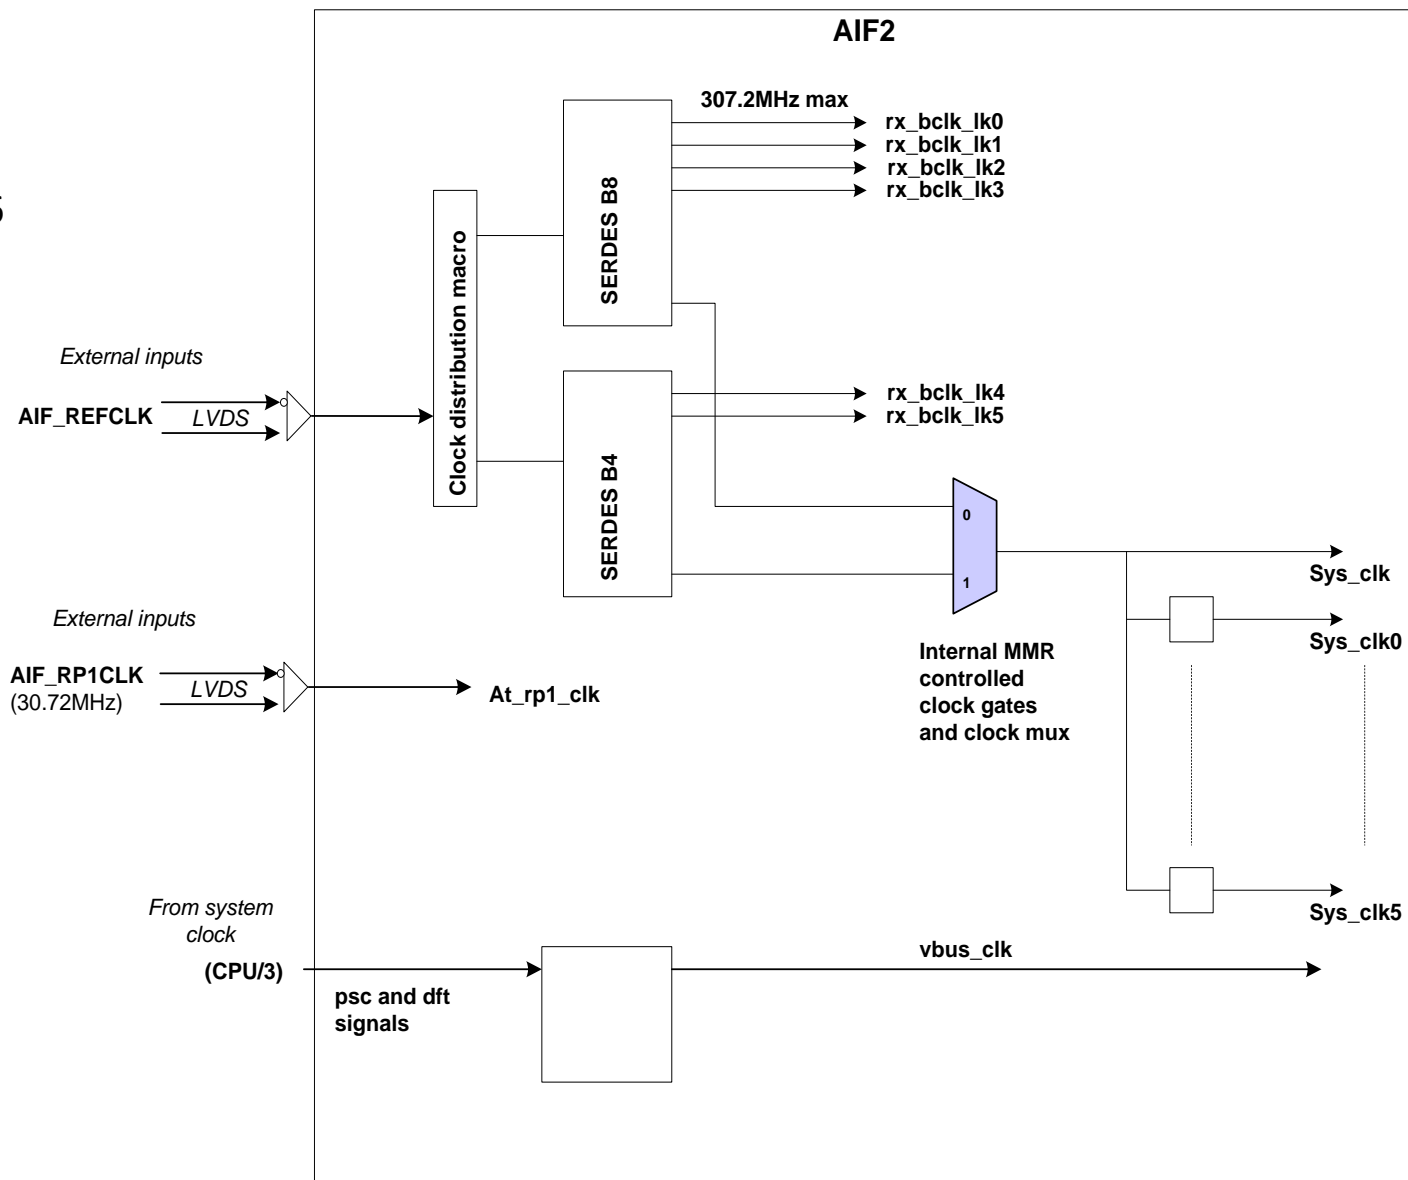 AIF2
307.2MHz max
rx_bclk_lk0
rx_bclk_lk1
rx_bclk_lk2
rx_bclk_lk3
SERDES B8
Clock distribution macro
External inputs
AIF_REFCLK
LVDS
rx_bclk_lk4
rx_bclk_lk5
SERDES B4
0
1
Sys_clk
Sys_clk0
External inputs
AIF_RP1CLK
(30.72MHz)
LVDS
At_rp1_clk
Internal MMR
controlled
clock gates
and clock mux
Sys_clk5
From system
clock
(CPU/3)
psc and dft
signals
vbus_clk